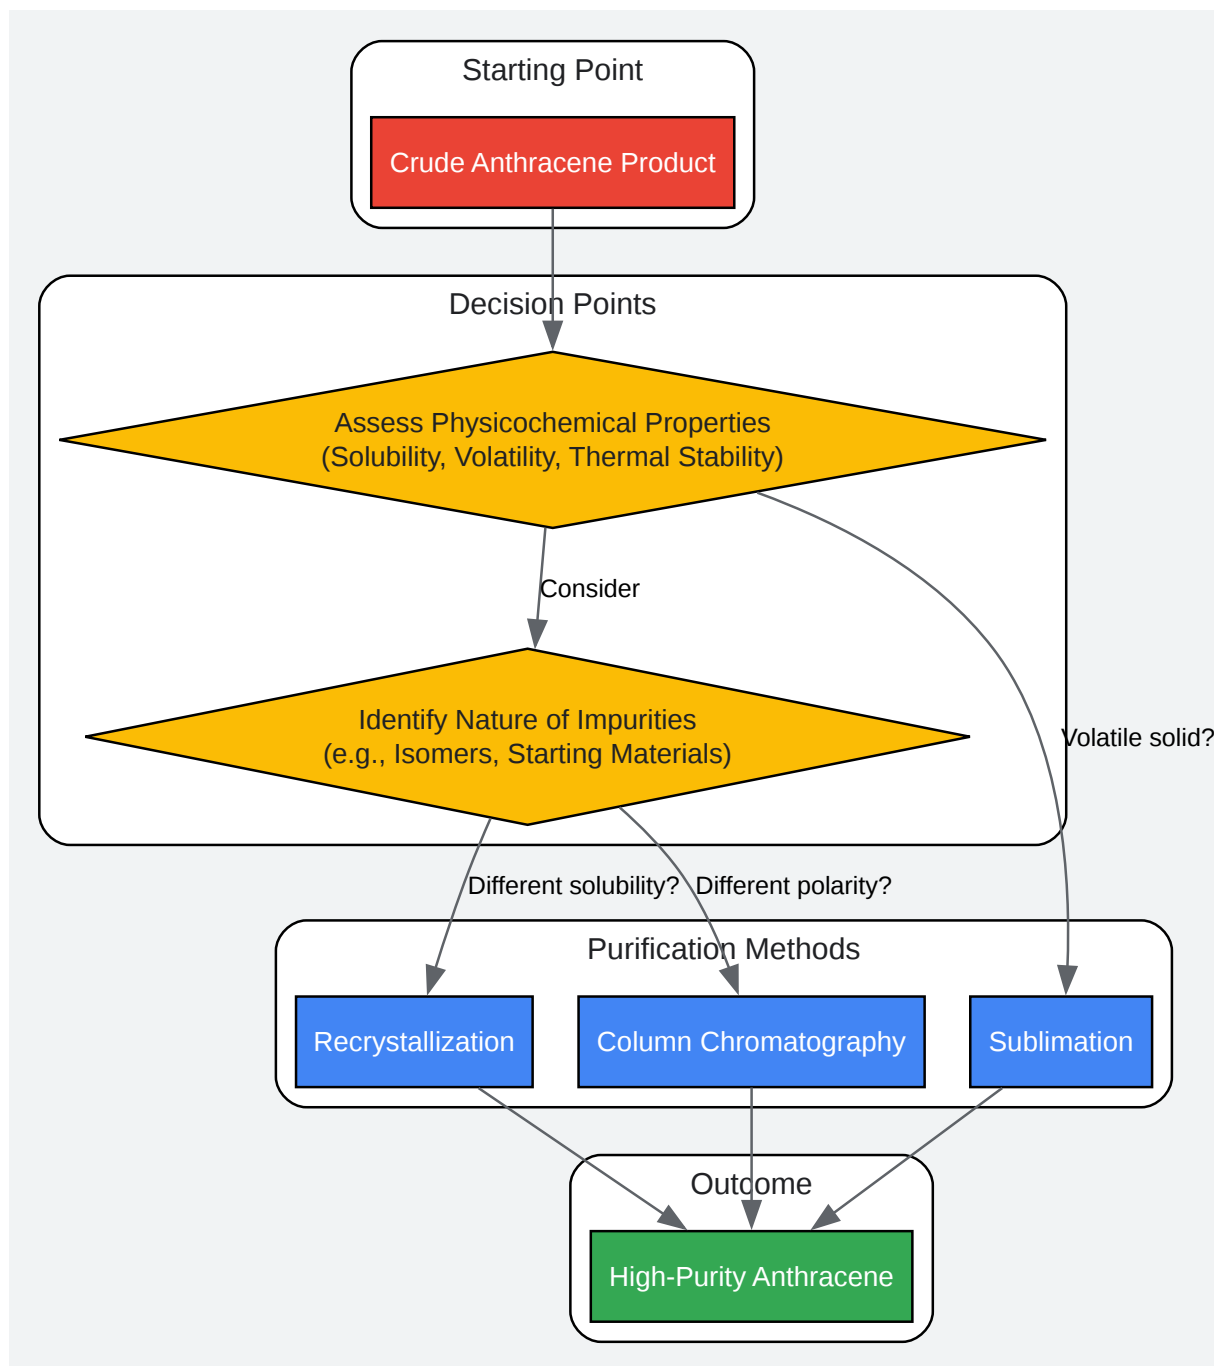 Starting Point
Crude Anthracene Product
Decision Points
Assess Physicochemical Properties
(Solubility, Volatility, Thermal Stability)
Consider
Identify Nature of Impurities
(e.g., Isomers, Starting Materials)
Volatile solid?
Different solubility?
Different polarity?
Purification Methods
Recrystallization
Column Chromatography
Sublimation
Outcome
High-Purity Anthracene